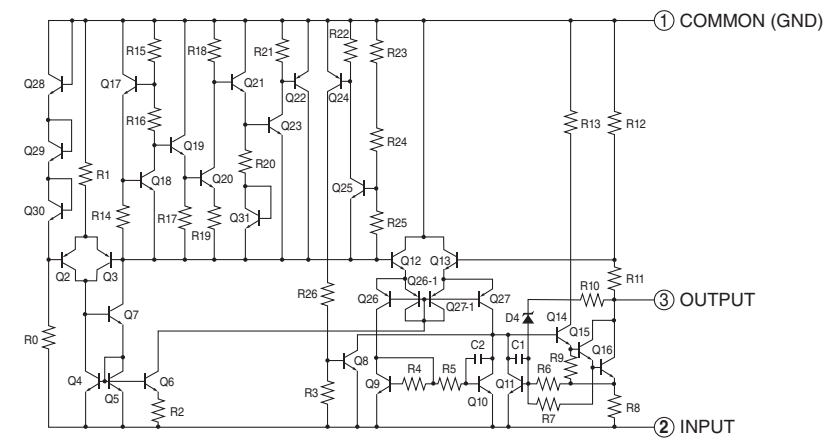 ① COMMON (GND)
R15
R18
R21
R22
R23
Q28
Q17
Q21
Q22
Q24
R16
R13
R12
Q19
Q23
R24
Q29
R1
R20
Q18
Q20
Q25
Q30
R14
R17
R19
Q31
R25
Q2
Q3
Q12
Q13
R11
Q26-1
R26
Q26
Q27-1
Q27
R10
③ OUTPUT
Q7
D4
Q14
Q15
Q16
R0
Q8
C2
C1
R9
Q4
Q5
Q6
R2
R3
Q9
R4
R5
Q10
Q11
R6
R7
R8
② INPUT